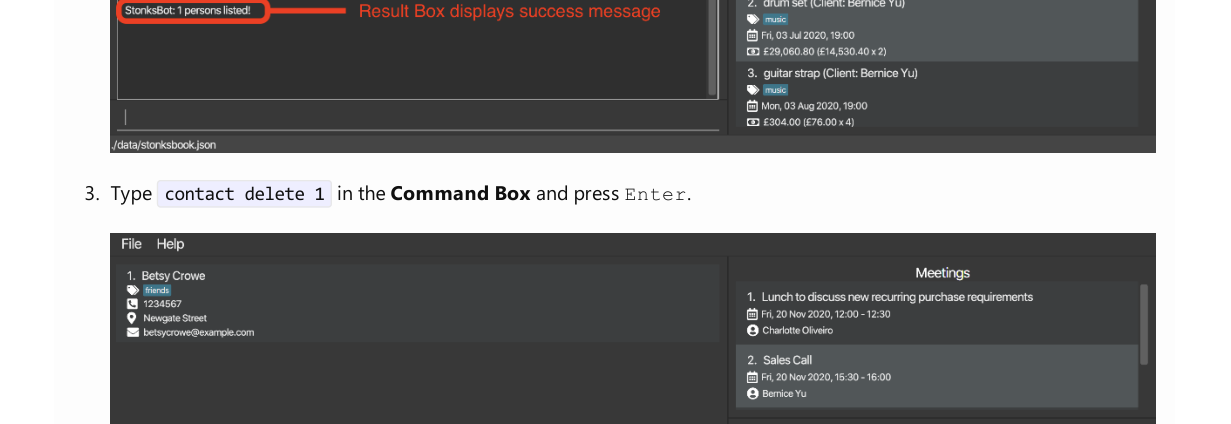 StonksBot: 1 persons listed!
Result Box displays success message
2. drum set (Client: Bernice Yu)
music
Fri, 03 Jul 2020, 19:00
£29,060.80 (£14,530.40 x 2)
3. guitar strap (Client: Bernice Yu)
music
Mon, 03 Aug 2020, 19:00
£304.00 (£76.00 x 4)
./data/stonksbook.json
3. Type contact delete 1 in the Command Box and press Enter.
File Help
1. Betsy Crowe
friends
1234567
Newgate Street
betsycrowe@example.com
Meetings
1. Lunch to discuss new recurring purchase requirements
Fri, 20 Nov 2020, 12:00 - 12:30
Charlotte Oliveiro
2. Sales Call
Fri, 20 Nov 2020, 15:30 - 16:00
Bernice Yu